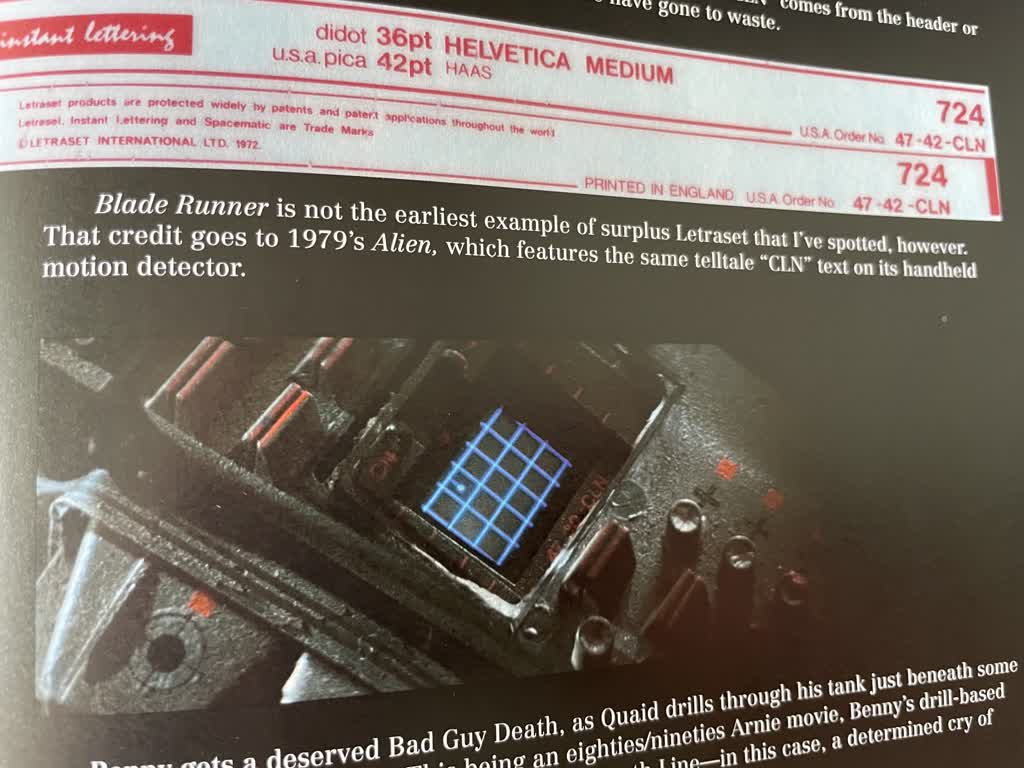 have gone to waste.
comes from the header or
instant lettering
didot 36pt HELVETICA MEDIUM
u.s.a. pica 42pt HAAS
724
U.S.A. Order No. 47-42-CLN
Letraset products are protected widely by patents and patent applications throughout the world
Letraset, Instant Lettering and Spacematic are Trade Marks
© LETRASET INTERNATIONAL LTD. 1972.
724
PRINTED IN ENGLAND U.S.A. Order No. 47-42-CLN
Blade Runner is not the earliest example of surplus Letraset that I’ve spotted, however.
That credit goes to 1979’s Alien, which features the same telltale “CLN” text on its handheld
motion detector.
ON
CLN
gets a deserved Bad Guy Death, as Quaid drills through his tank just beneath some
being an eighties/nineties Arnie movie, Benny’s drill-based
Line—in this case, a determined cry of